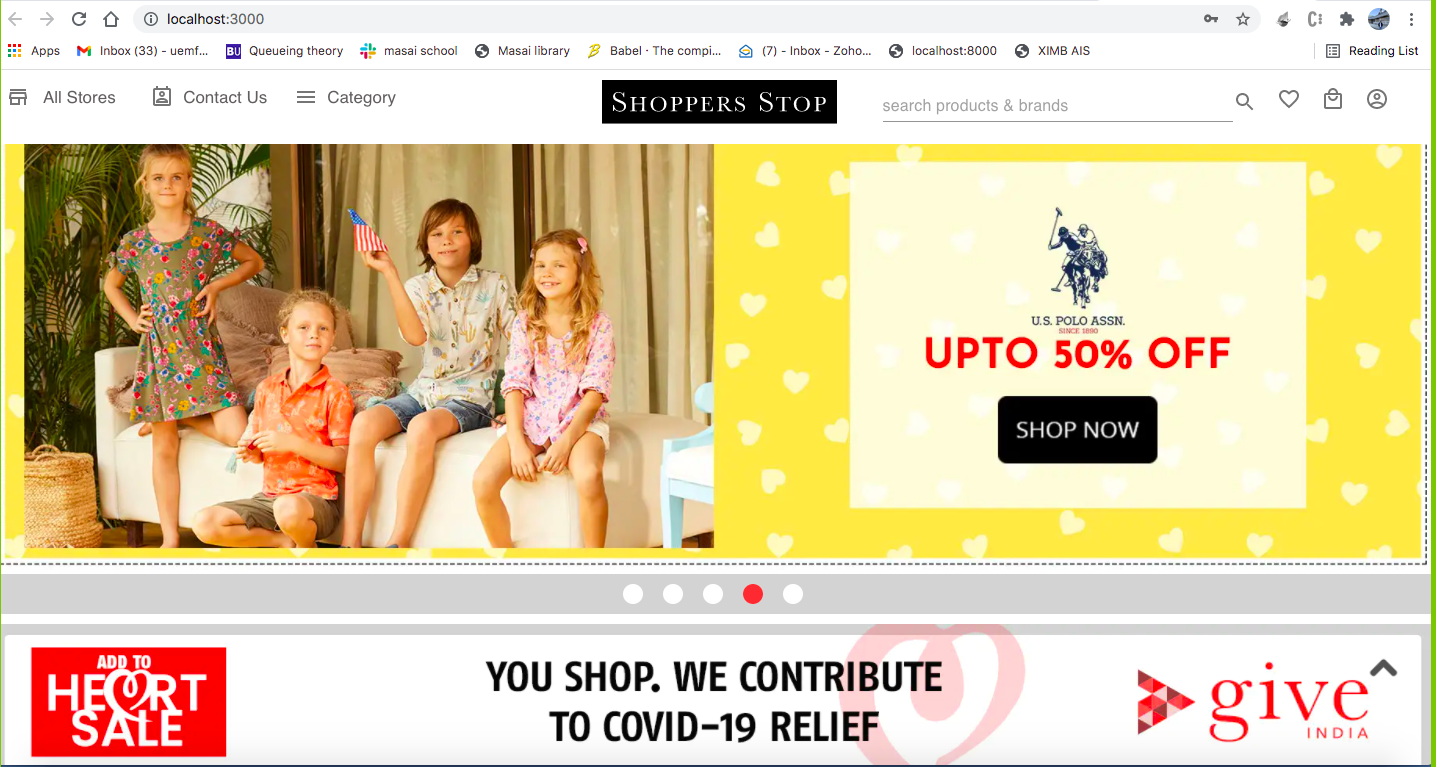 localhost:3000
Apps
Inbox (33) - uemf...
BU
Queueing theory
masai school
Masai library
Babel · The compi...
(7) - Inbox - Zoho...
localhost:8000
XIMB AIS
Reading List
All Stores
Contact Us
Category
SHOPPERS STOP
search products & brands
U.S. POLO ASSN.
SINCE 1890
UPTO 50% OFF
SHOP NOW
ADD TO
HEART
SALE
YOU SHOP. WE CONTRIBUTE
TO COVID-19 RELIEF
give
INDIA